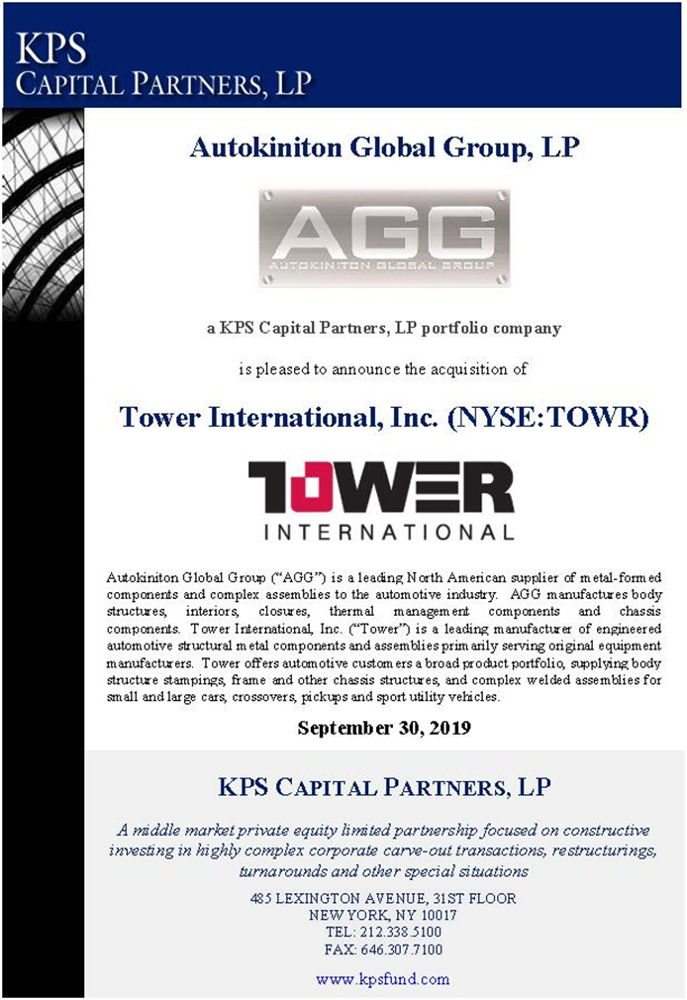 KPS
CAPITAL PARTNERS, LP
Autokiniton Global Group, LP
AGG
AUTOKINITON GLOBAL GROUP
a KPS Capital Partners, LP portfolio company
is pleased to announce the acquisition of
Tower International, Inc. (NYSE:TOWR)
TOWER
INTERNATIONAL
Autokiniton Global Group (“AGG”) is a leading North American supplier of metal-formed
components and complex assemblies to the automotive industry. AGG manufactures body
structures, interiors, closures, thermal management components and chassis
components. Tower International, Inc. (“Tower”) is a leading manufacturer of engineered
automotive structural metal components and assemblies primarily serving original equipment
manufacturers. Tower offers automotive customers a broad product portfolio, supplying body
structure stampings, frame and other chassis structures, and complex welded assemblies for
small and large cars, crossovers, pickups and sport utility vehicles.
September 30, 2019
KPS CAPITAL PARTNERS, LP
A middle market private equity limited partnership focused on constructive
investing in highly complex corporate carve-out transactions, restructurings,
turnarounds and other special situations
485 LEXINGTON AVENUE, 31ST FLOOR
NEW YORK, NY 10017
TEL: 212.338.5100
FAX: 646.307.7100
www.kpsfund.com